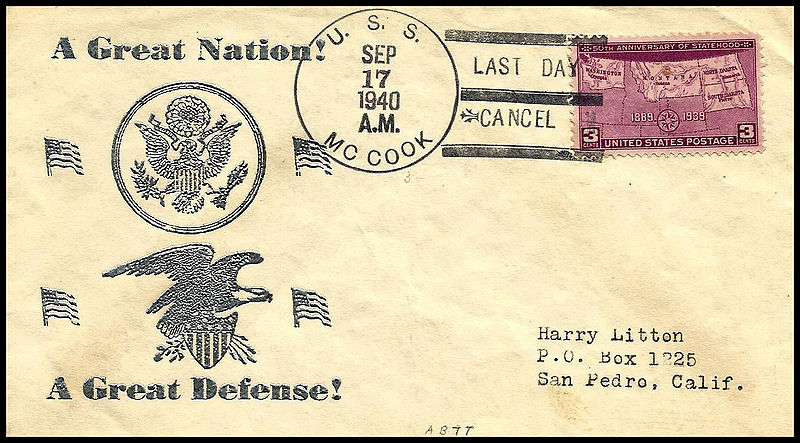 A Great Nation!
U. S. S.
SEP
17
1940
A.M.
MC COOK
LAST DAY
CANCEL
50TH ANNIVERSARY OF STATEHOOD
WASHINGTON
MONTANA
NORTH DAKOTA
SOUTH DAKOTA
1889 1939
3 CENTS UNITED STATES POSTAGE 3 CENTS
Harry Litton
P.O. Box 1225
San Pedro, Calif.
A Great Defense!